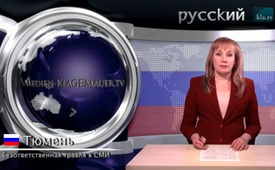 русский
kla.tv
MEDIEN-KLAGEMAUER.TV
Тюмень
Безответственная травля в СМИ